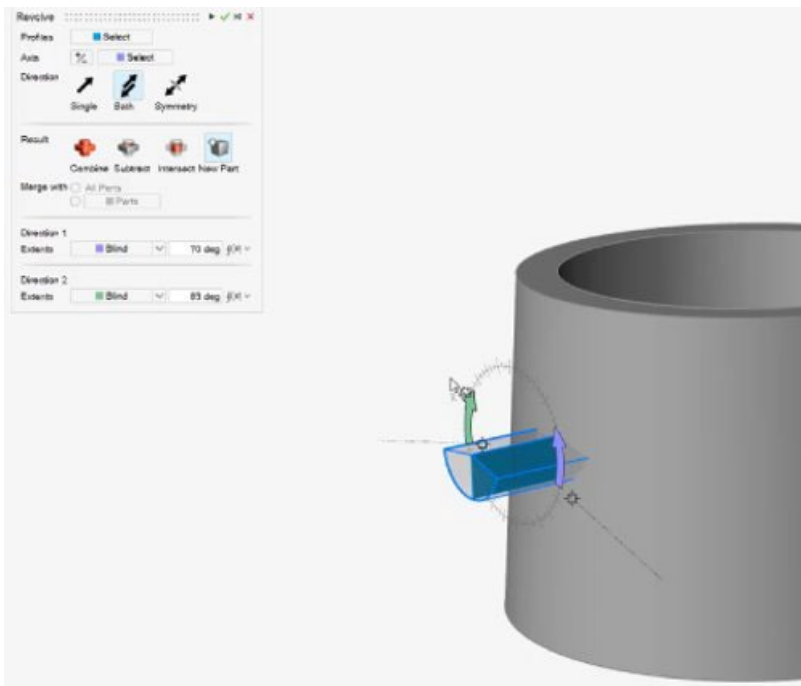 Revolve
Profiles Select
Axis Select
Direction
Single Both Symmetry
Result
Combine Subtract Intersect New Part
Merge with All Parts
Parts
Direction 1
Extents Blind 70 deg
Direction 2
Extents Blind 83 deg